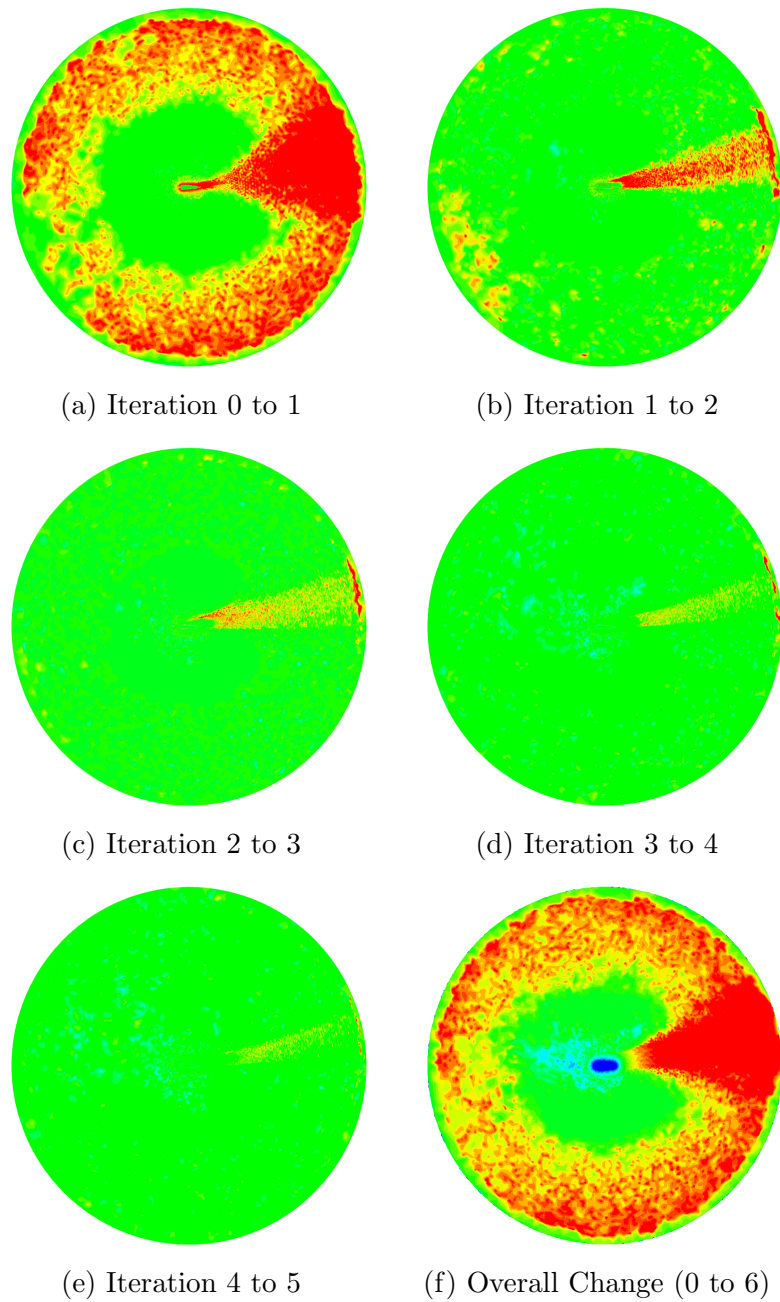 (a) Iteration 0 to 1
(b) Iteration 1 to 2
(c) Iteration 2 to 3
(d) Iteration 3 to 4
(e) Iteration 4 to 5
(f) Overall Change (0 to 6)